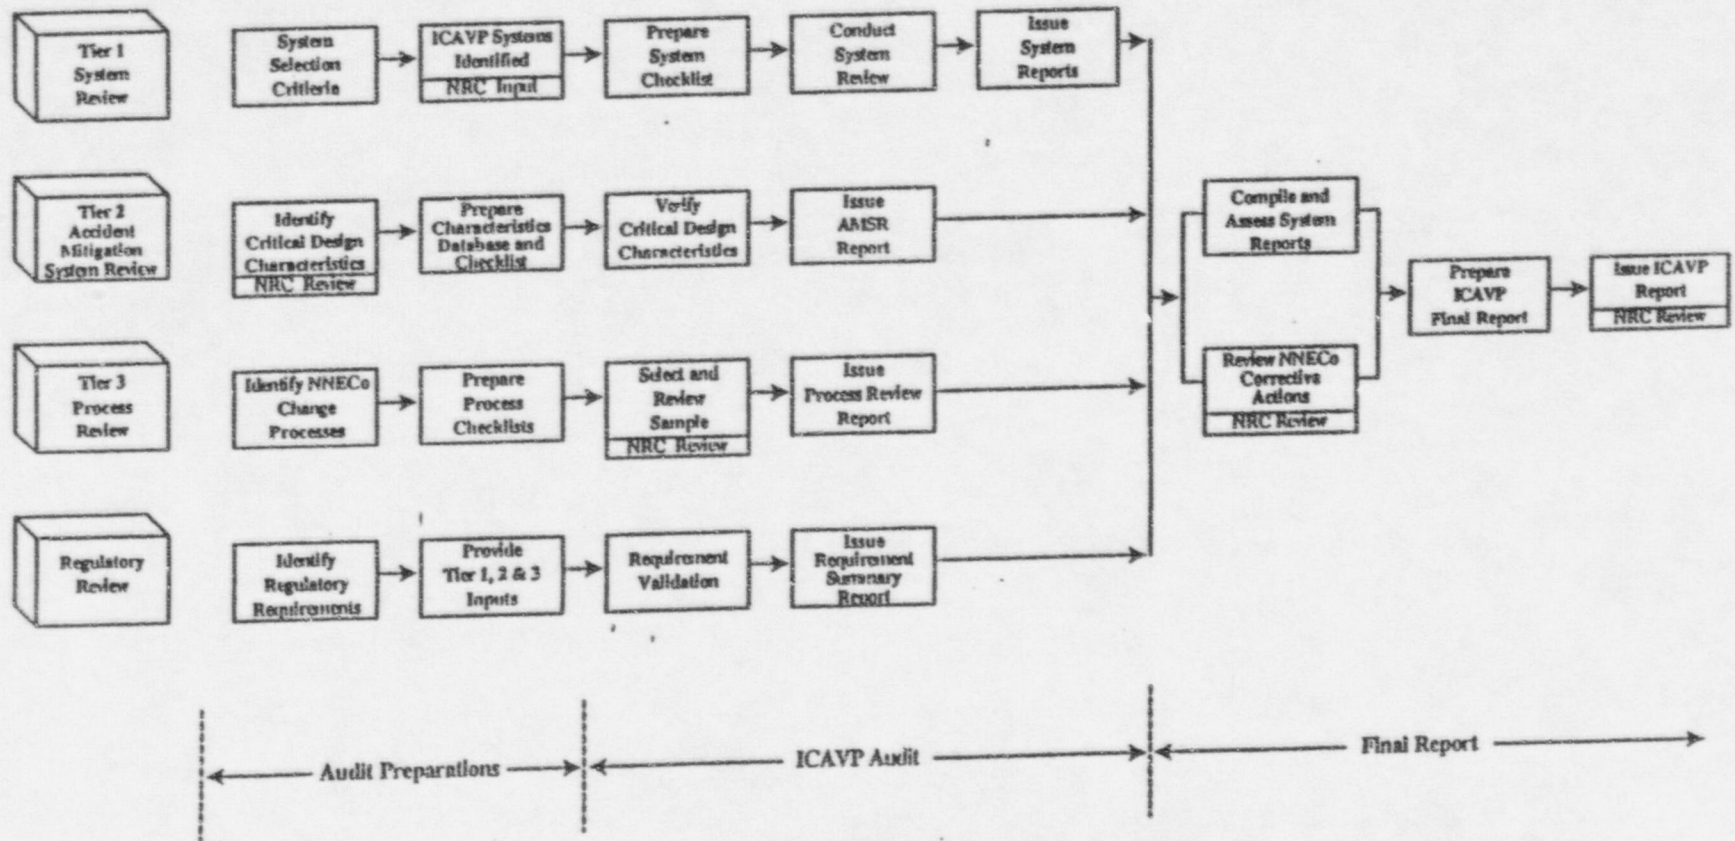 Tier 1
System
Review
System
Selection
Criteria
ICAVP Systems
Identified
NRC Input
Prepare
System
Checklist
Conduct
System
Review
Issue
System
Reports
Tier 2
Accident
Mitigation
System Review
Identify
Critical Design
Characteristics
NRC Review
Prepare
Characteristics
Database and
Checklist
Verify
Critical Design
Characteristics
Issue
AMSR
Report
Tier 3
Process
Review
Identify NNECo
Change
Processes
Prepare
Process
Checklists
Select and
Review
Sample
NRC Review
Issue
Process Review
Report
Regulatory
Review
Identify
Regulatory
Requirements
Provide
Tier 1, 2 & 3
Inputs
Requirement
Validation
Issue
Requirement
Summary
Report
Compile and
Assess System
Reports
Review NNECo
Corrective
Actions
NRC Review
Prepare
ICAVP
Final Report
Issue ICAVP
Report
NRC Review
Audit Preparations
ICAVP Audit
Final Report